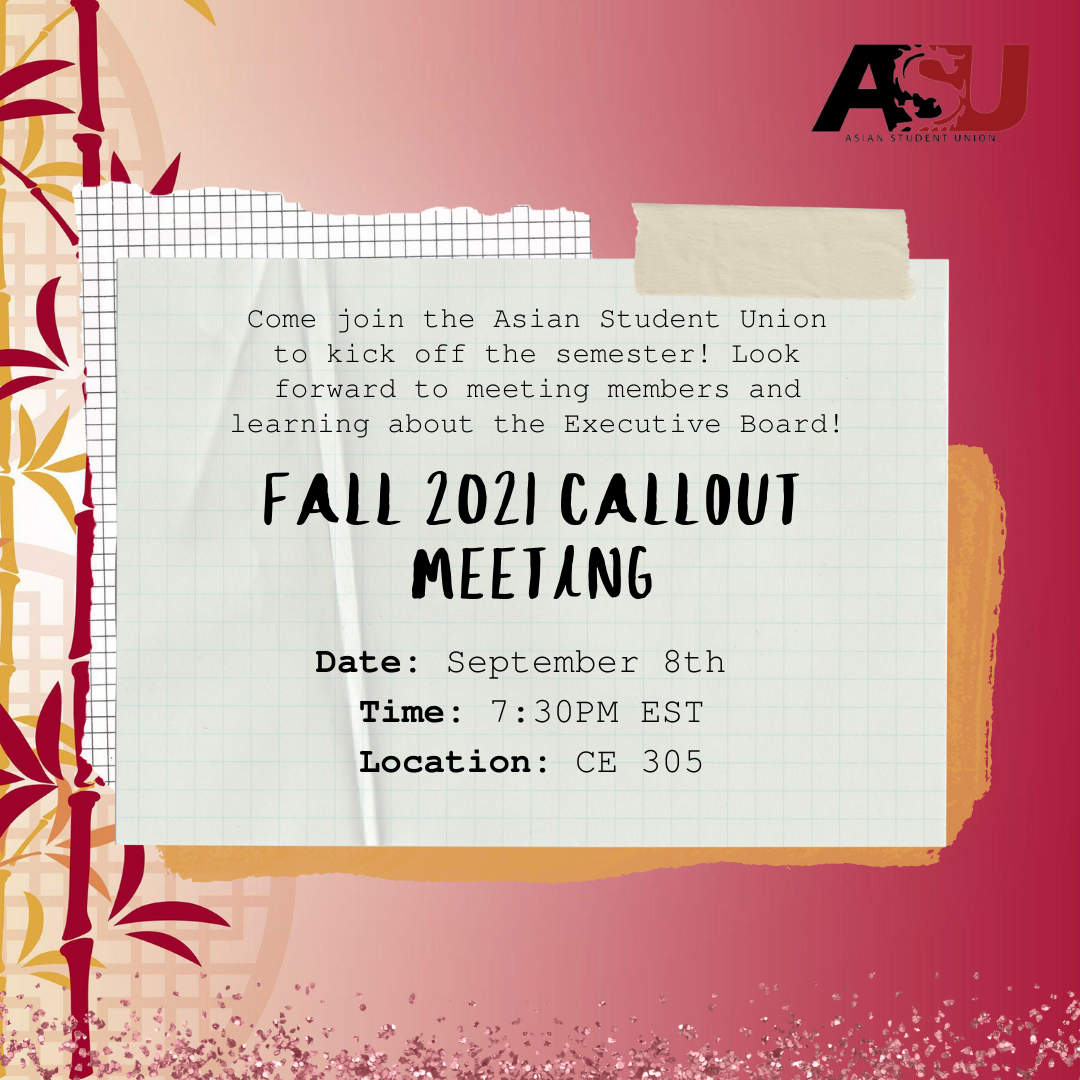 ASU
ASIAN STUDENT UNION
Come join the Asian Student Union
to kick off the semester! Look
forward to meeting members and
learning about the Executive Board!
FALL 2021 CALLOUT
MEETING
Date: September 8th
Time: 7:30PM EST
Location: CE 305